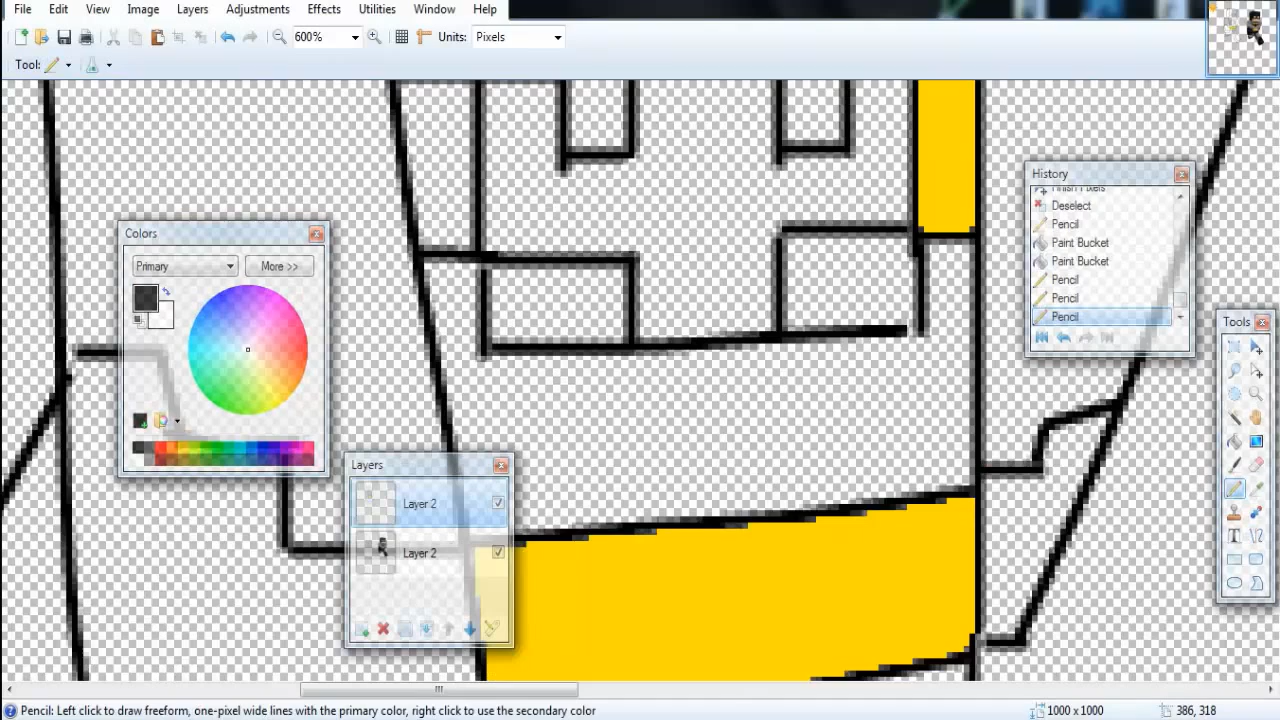 File Edit View Image Layers Adjustments Effects Utilities Window Help
600% Units: Pixels
Tool:
Colors
Primary More >>
Layers
Layer 2
Layer 2
History
Finish Pixels
Deselect
Pencil
Paint Bucket
Paint Bucket
Pencil
Pencil
Pencil
Tools
Pencil: Left click to draw freeform, one-pixel wide lines with the primary color, right click to use the secondary color 1000 x 1000 386, 318